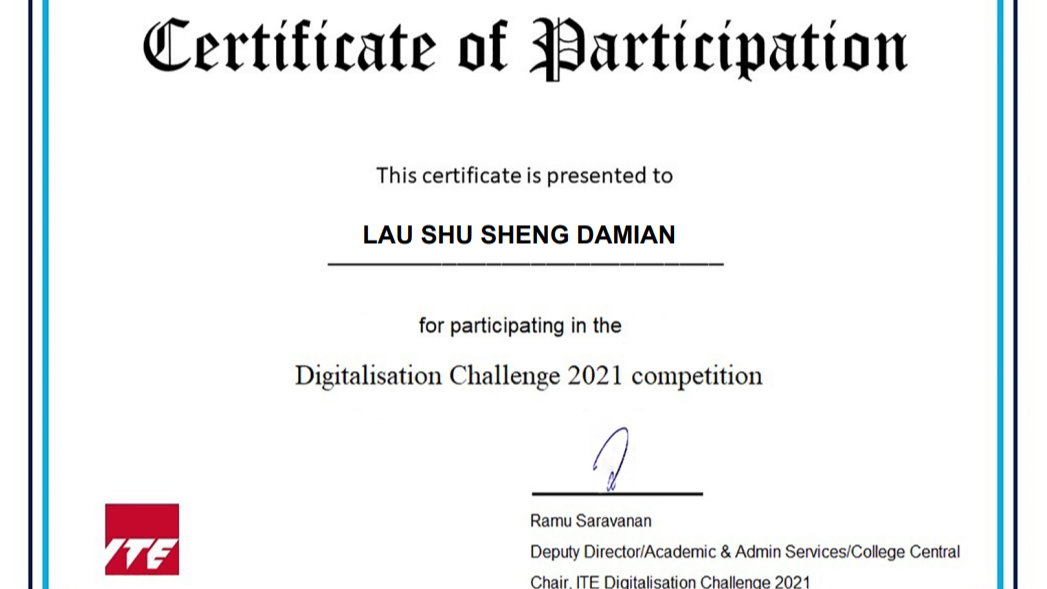 Certificate of Participation
This certificate is presented to
LAU SHU SHENG DAMIAN
for participating in the
Digitalisation Challenge 2021 competition
Ramu Saravanan
ITE
Deputy Director/Academic & Admin Services/College Central
Chair, ITE Digitalisation Challenge 2021